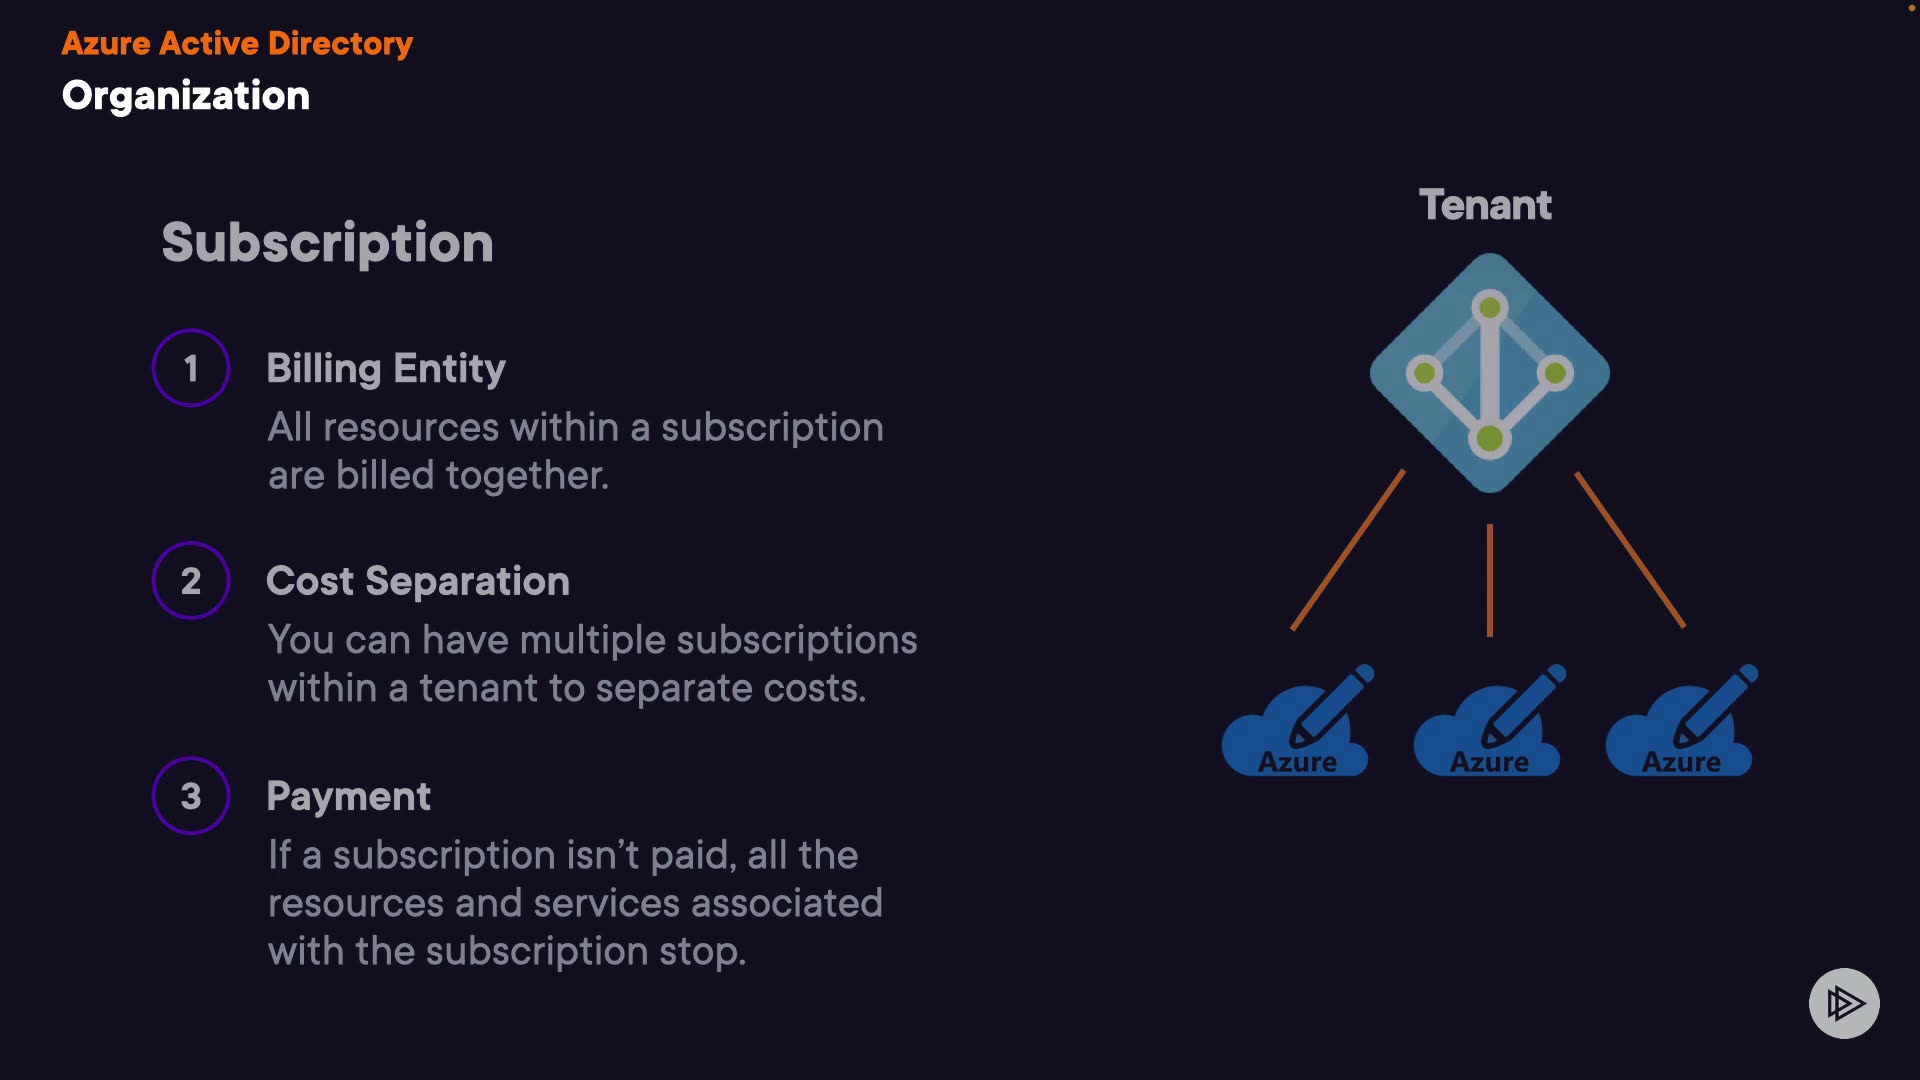 Azure Active Directory
Organization
Subscription
1
Billing Entity
All resources within a subscription
are billed together.
2
Cost Separation
You can have multiple subscriptions
within a tenant to separate costs.
3
Payment
If a subscription isn’t paid, all the
resources and services associated
with the subscription stop.
Tenant
Azure
Azure
Azure